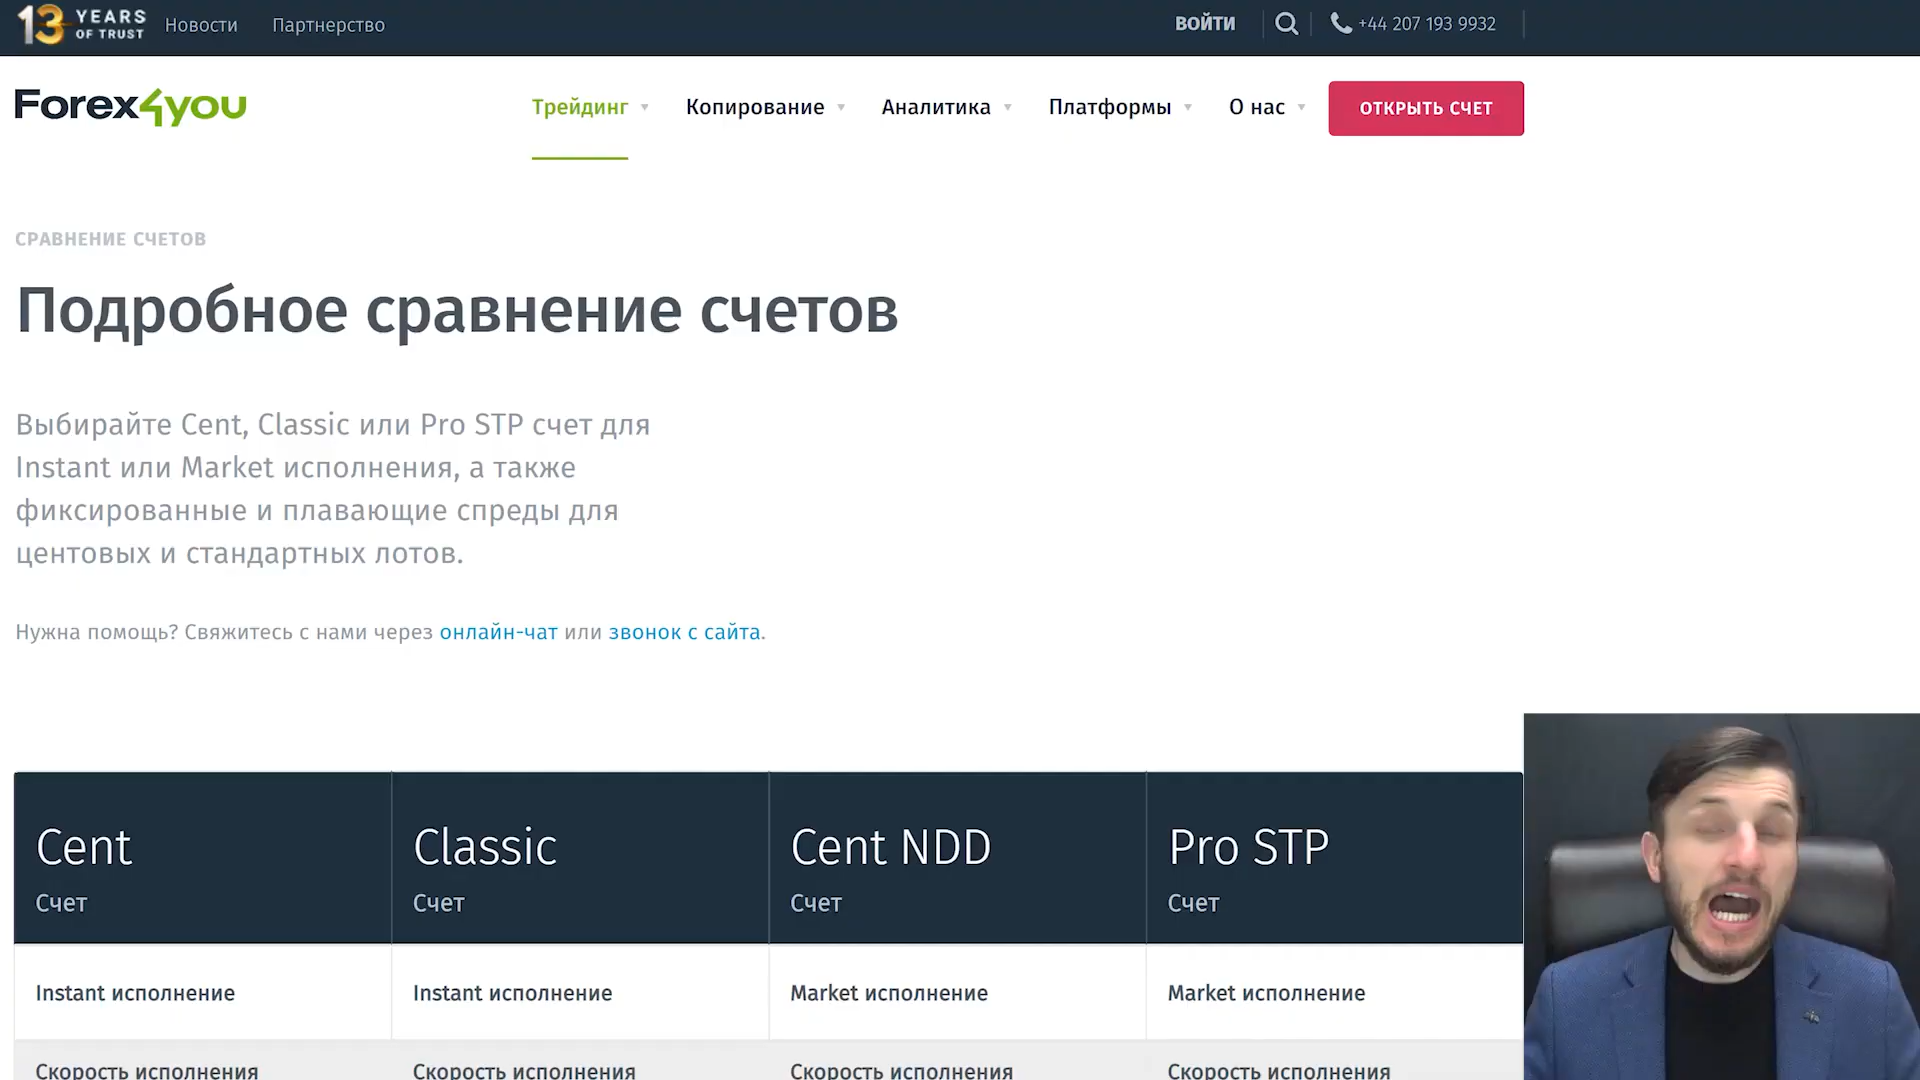 13 YEARS
OF TRUST
Новости
Партнерство
ВОЙТИ
+44 207 193 9932
Forex4you
Трейдинг
Копирование
Аналитика
Платформы
О нас
ОТКРЫТЬ СЧЕТ
СРАВНЕНИЕ СЧЕТОВ
Подробное сравнение счетов
Выбирайте Cent, Classic или Pro STP счет для
Instant или Market исполнения, а также
фиксированные и плавающие спреды для
центовых и стандартных лотов.
Нужна помощь? Свяжитесь с нами через онлайн-чат или звонок с сайта.
Cent
Счет
Classic
Счет
Cent NDD
Счет
Pro STP
Счет
Instant исполнение
Instant исполнение
Market исполнение
Market исполнение
Скорость исполнения
Скорость исполнения
Скорость исполнения
Скорость исполнения